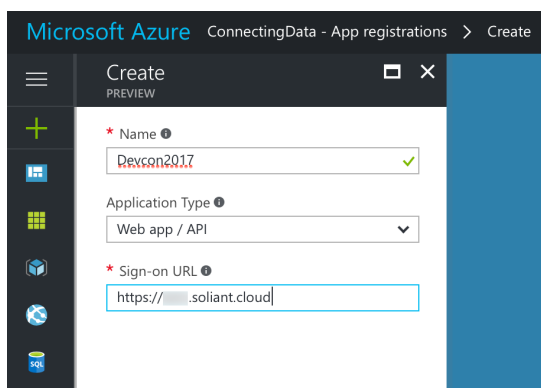 Microsoft Azure ConnectingData - App registrations > Create
Create
PREVIEW
* Name
Devcon2017
Application Type
Web app / API
* Sign-on URL
https:// .soliant.cloud
SQL